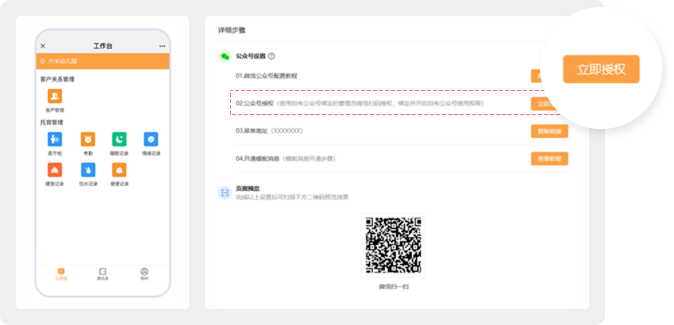 工作台
六木幼儿园
客户关系管理
客户管理
托育管理
晨午检
考勤
睡眠记录
情绪记录
膳食记录
饮水记录
便便记录
工作台
通讯录
我的
详细步骤
公众号设置
01.微信公众号配置教程
02.公众号授权（使用自有公众号绑定的管理员微信扫码授权，绑定并开启自有公众号使用权限）
立即授权
03.菜单地址（XXXXXXX）
复制链接
04.开通模板消息（模板消息开通步骤）
查看教程
页面预览
完成以上设置后可扫描下方二维码预览效果
微信扫一扫